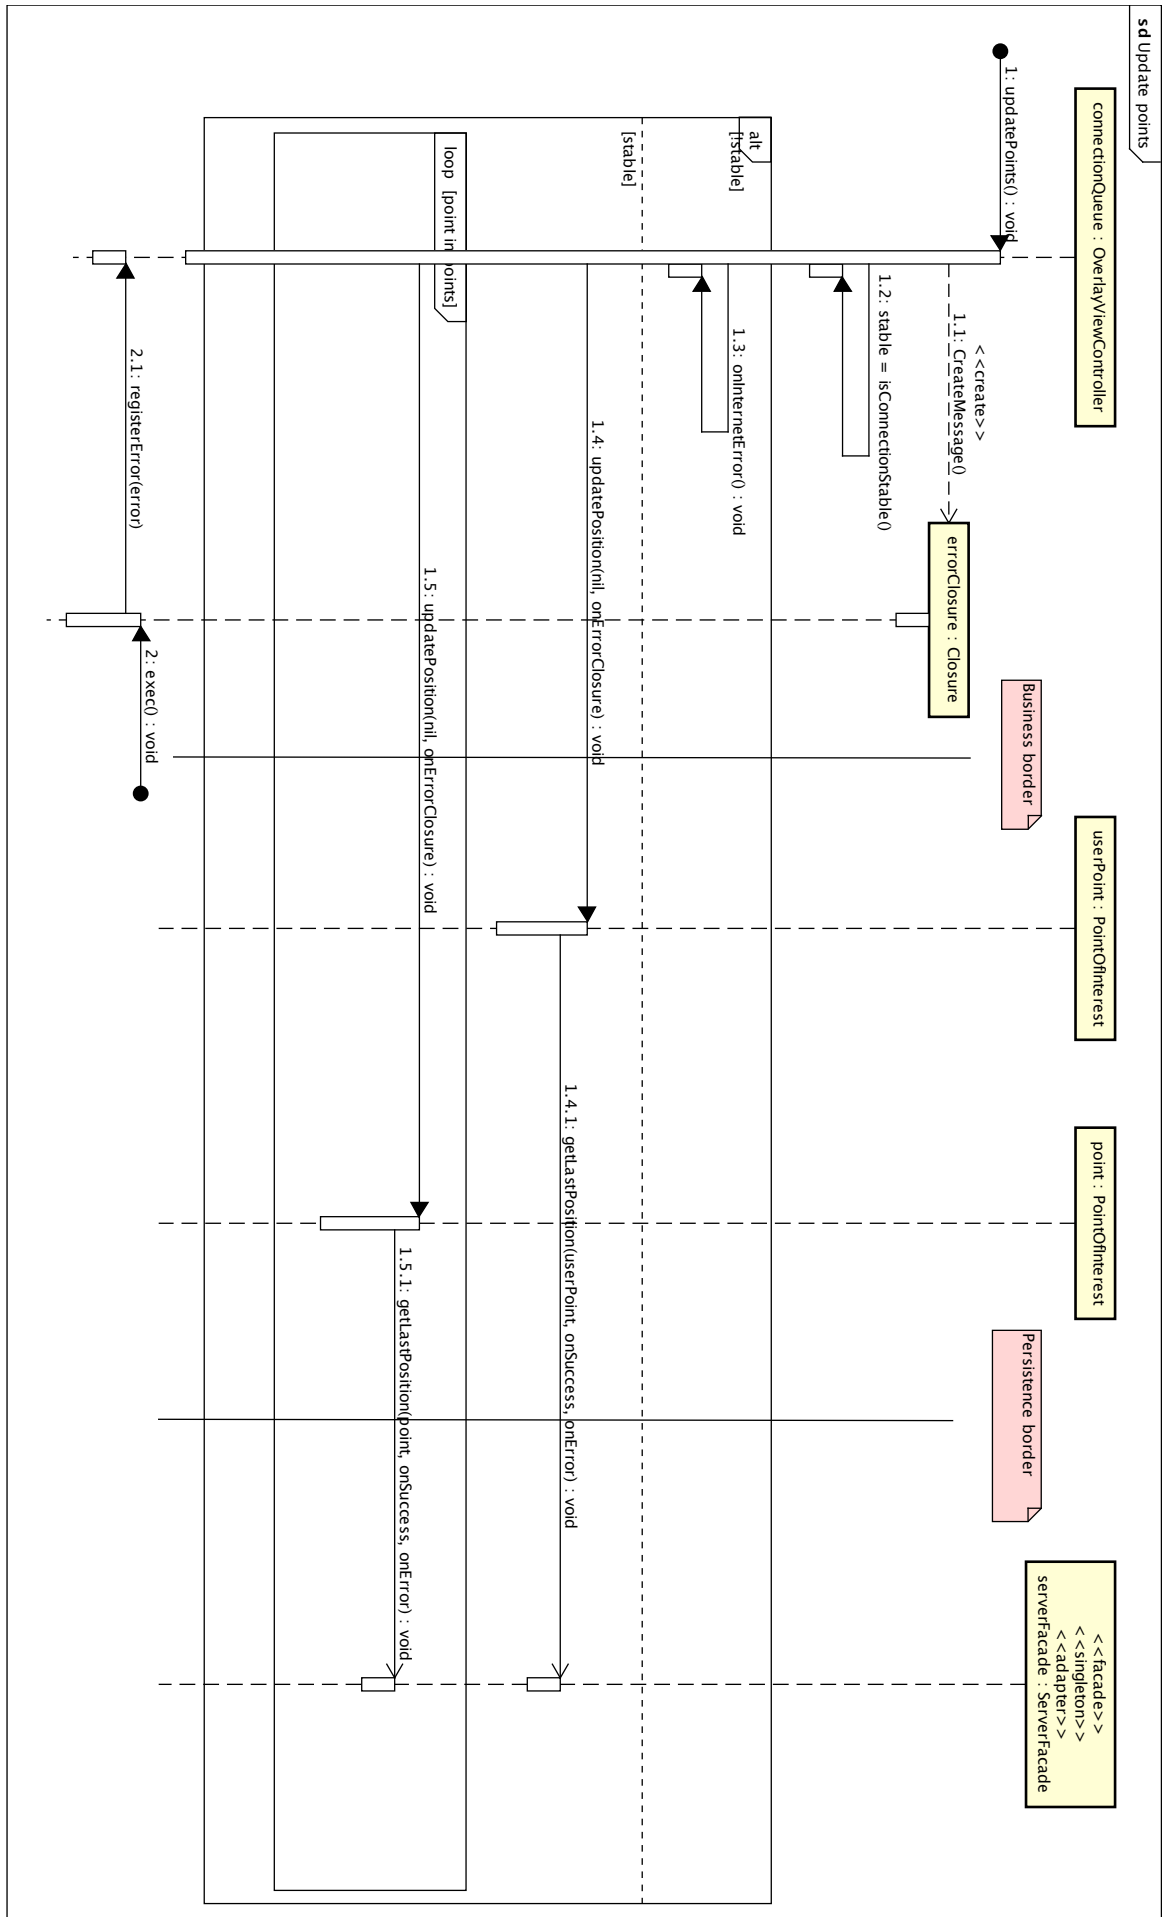 sd Update points
connectionQueue : OverlayViewController
userPoint : PointOfInterest
point : PointOfInterest
<<facade>>
<<singleton>>
<<adapter>>
serverFacade : ServerFacade
Business border
Persistence border
1: updatePoints() : void
<<create>>
1.1: CreateMessage()
errorClosure : Closure
1.2: stable = isConnectionStable()
alt
[!stable]
1.3: onInternetError() : void
[stable]
1.4: updatePosition(nil, onErrorClosure) : void
1.4.1: getLastPosition(userPoint, onSuccess, onError) : void
loop [point in points]
1.5: updatePosition(nil, onErrorClosure) : void
1.5.1: getLastPosition(point, onSuccess, onError) : void
2: exec() : void
2.1: registerError(error)